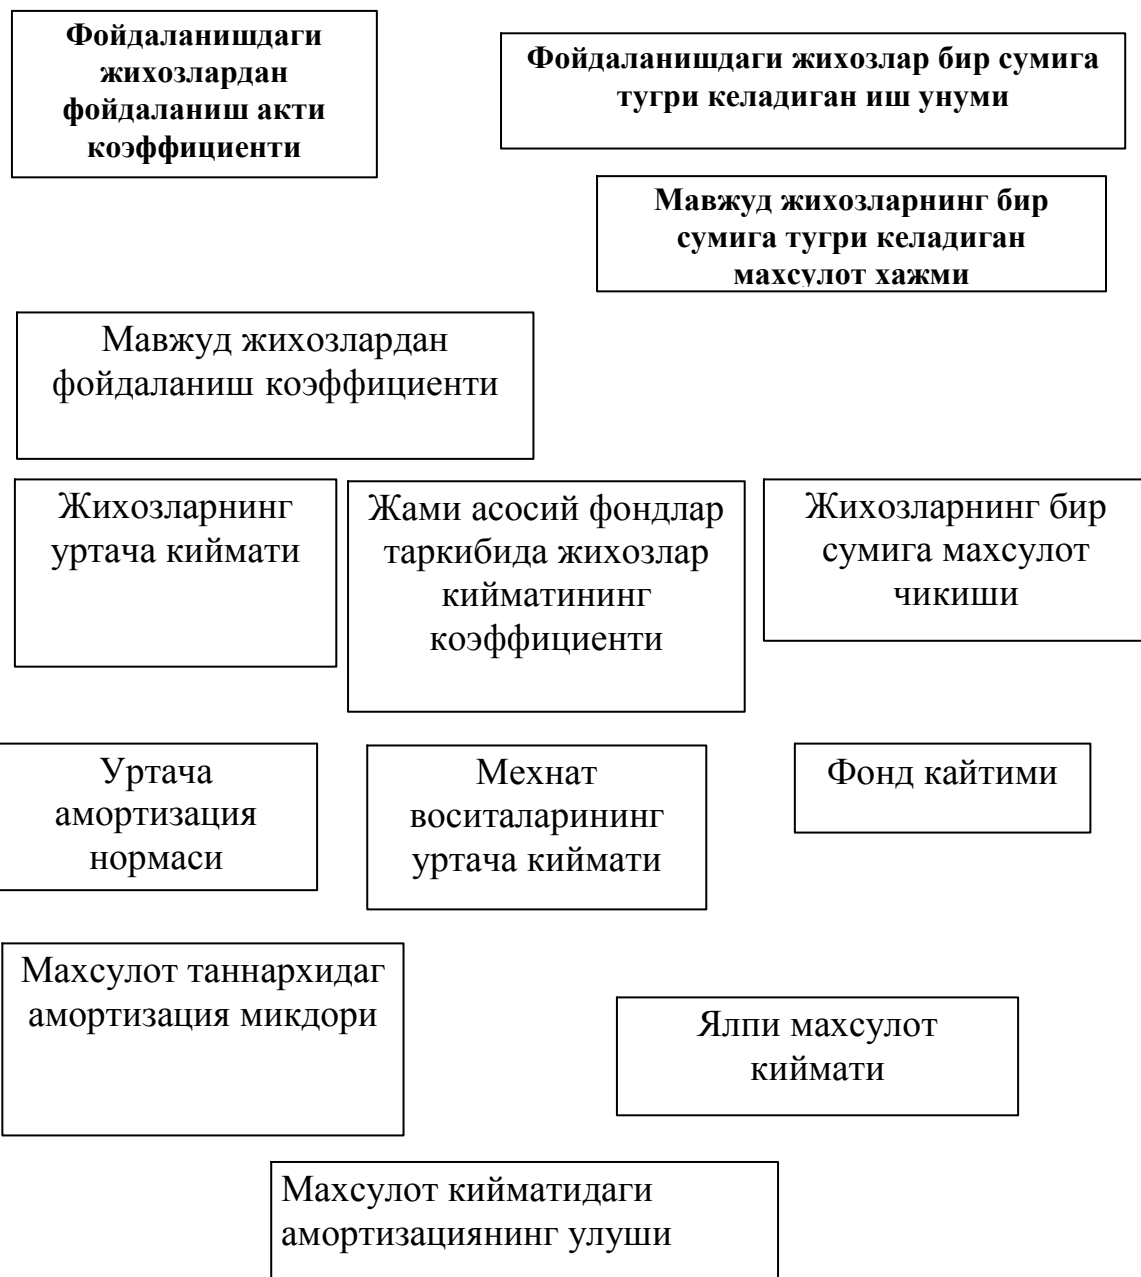 Фойдаланишдаги
жихозлардан
фойдаланиш акти
коэффициенти
Фойдаланишдаги жихозлар бир сумига
тугри келадиган иш унуми
Мавжуд жихозларнинг бир
сумига тугри келадиган
махсулот хажми
Мавжуд жихозлардан
фойдаланиш коэффициенти
Жихозларнинг
уртача киймати
Жами асосий фондлар
таркибида жихозлар
кийматининг
коэффициенти
Жихозларнинг бир
сумига махсулот
чикиши
Уртача
амортизация
нормаси
Мехнат
воситаларининг
уртача киймати
Фонд кайтими
Махсулот таннархидаг
амортизация микдори
Ялпи махсулот
киймати
Махсулот кийматидаги
амортизациянинг улуши